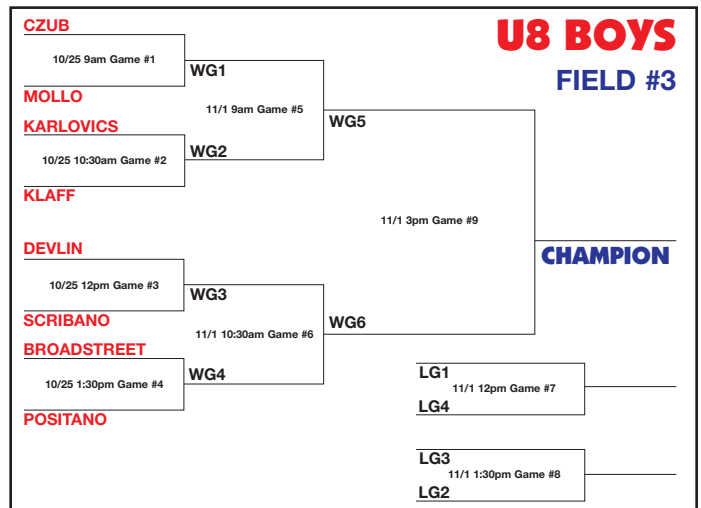 CZUB
U8 BOYS
10/25 9am Game #1
WG1
FIELD #3
MOLLO
11/1 9am Game #5
WG5
KARLOVICS
10/25 10:30am Game #2
WG2
KLAFF
11/1 3pm Game #9
DEVLIN
CHAMPION
10/25 12pm Game #3
WG3
SCRIBANO
11/1 10:30am Game #6
WG6
BROADSTREET
10/25 1:30pm Game #4
WG4
POSITANO
LG1
11/1 12pm Game #7
LG4
LG3
11/1 1:30pm Game #8
LG2